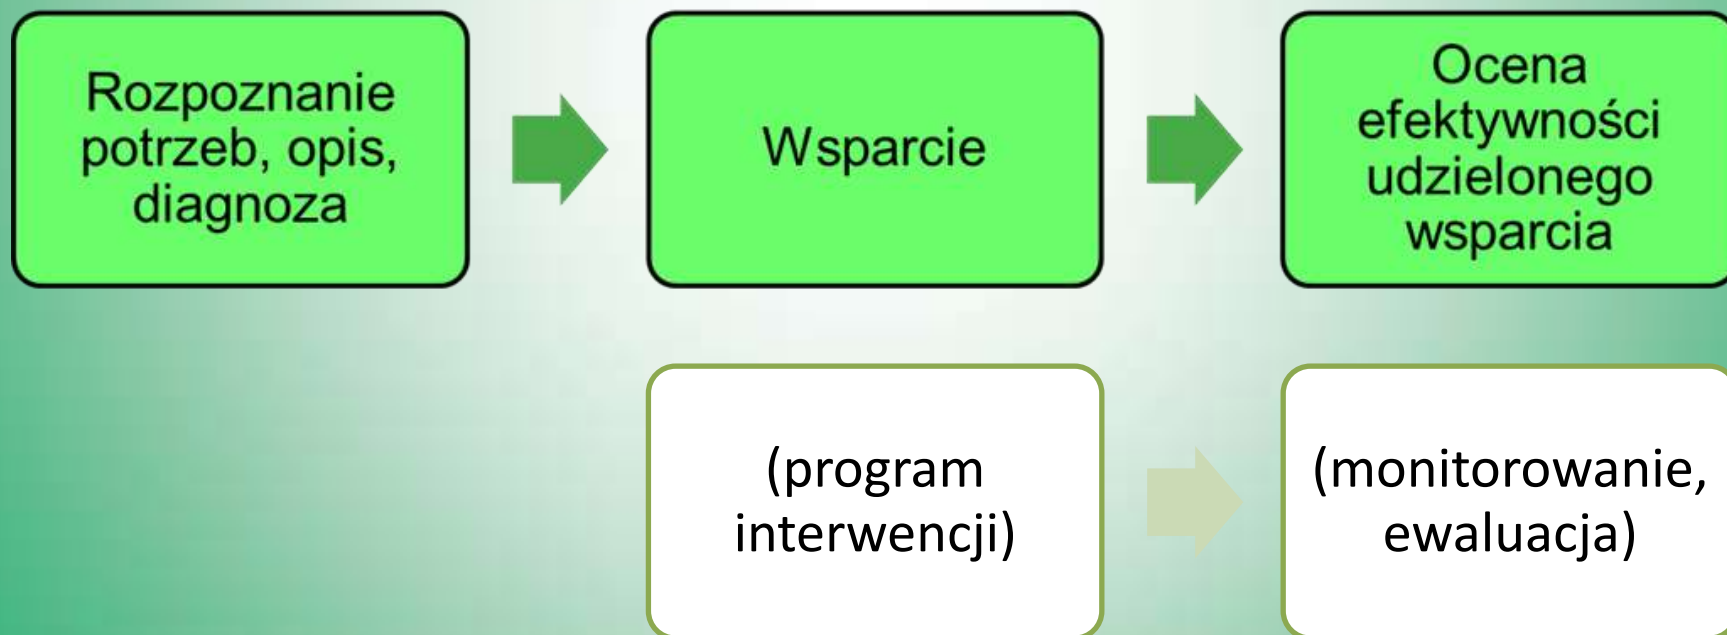 Rozpoznanie
potrzeb, opis,
diagnoza
Wsparcie
Ocena
efektywności
udzielonego
wsparcia
(program
interwencji)
(monitorowanie,
ewaluacja)